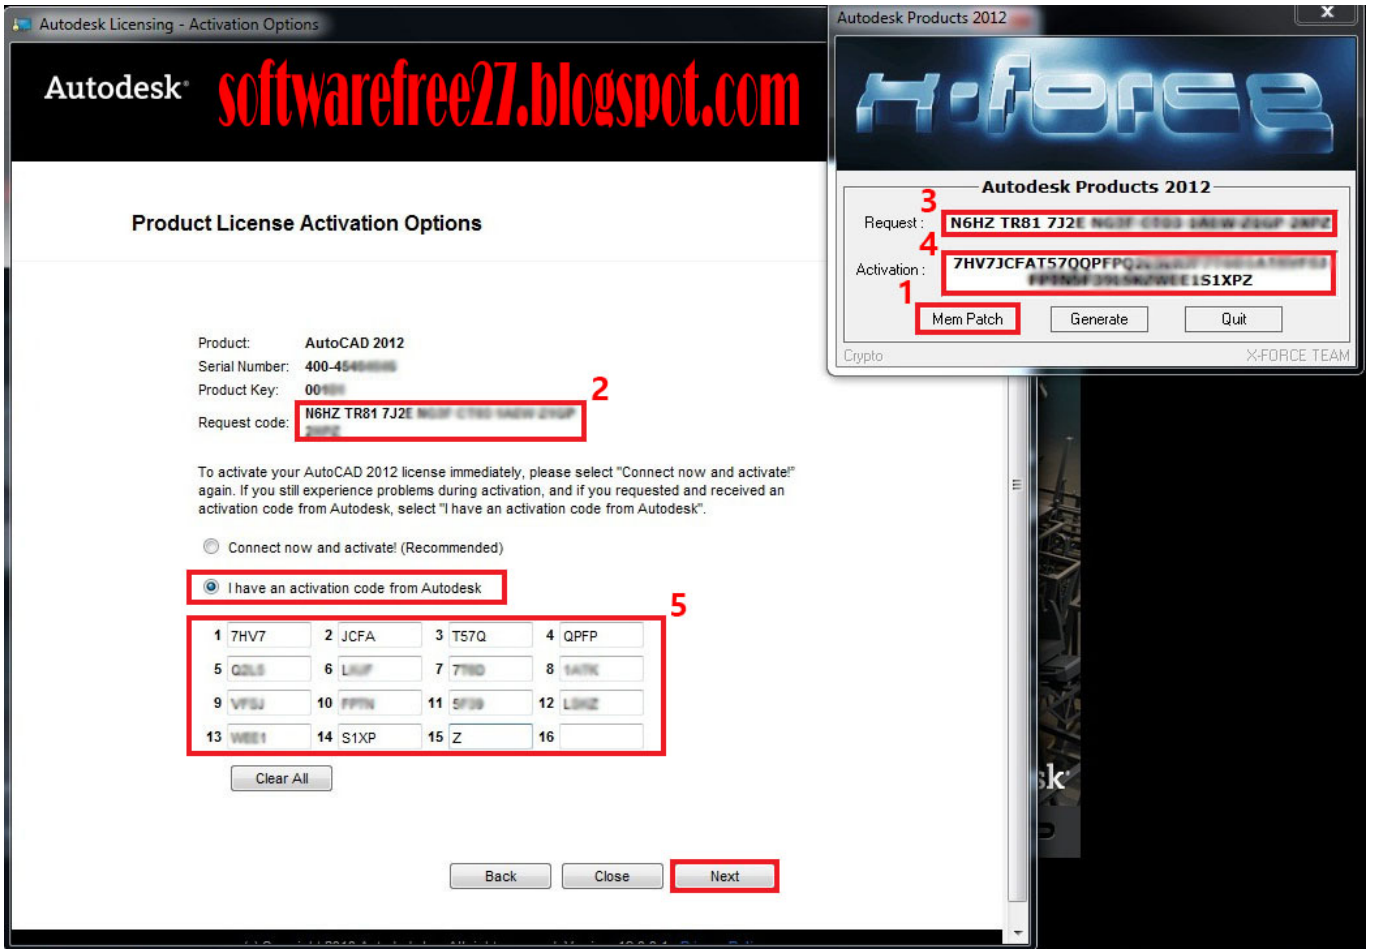 Autodesk Licensing - Activation Options
Autodesk
softwarefree27.blogspot.com
Product License Activation Options
Product: AutoCAD 2012
Serial Number: 400-45
Product Key: 00
2
Request code: N6HZ TR81 7J2E
To activate your AutoCAD 2012 license immediately, please select "Connect now and activate!"
again. If you still experience problems during activation, and if you requested and received an
activation code from Autodesk, select "I have an activation code from Autodesk".
Connect now and activate! (Recommended)
I have an activation code from Autodesk
5
1 7HV7 2 JCFA 3 T57Q 4 QPFP
5 6 7 8
9 10 11 12
13 14 S1XP 15 Z 16
Clear All
Back Close Next
Autodesk Products 2012
X
x-force
Autodesk Products 2012
3
Request : N6HZ TR81 7J2E
4
Activation : 7HV7JCFAT57QQPFPQ
S1XPZ
1
Mem Patch Generate Quit
Crypto X-FORCE TEAM
sk